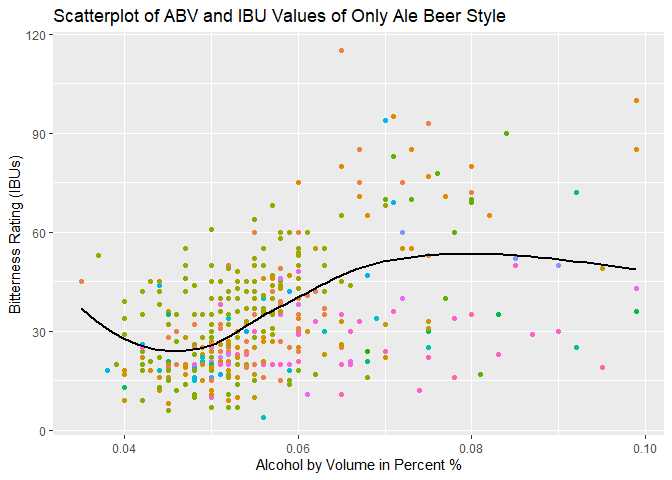 Scatterplot of ABV and IBU Values of Only Ale Beer Style
120
90
60
30
0
Bitterness Rating (IBUs)
0.04 0.06 0.08 0.10
Alcohol by Volume in Percent %